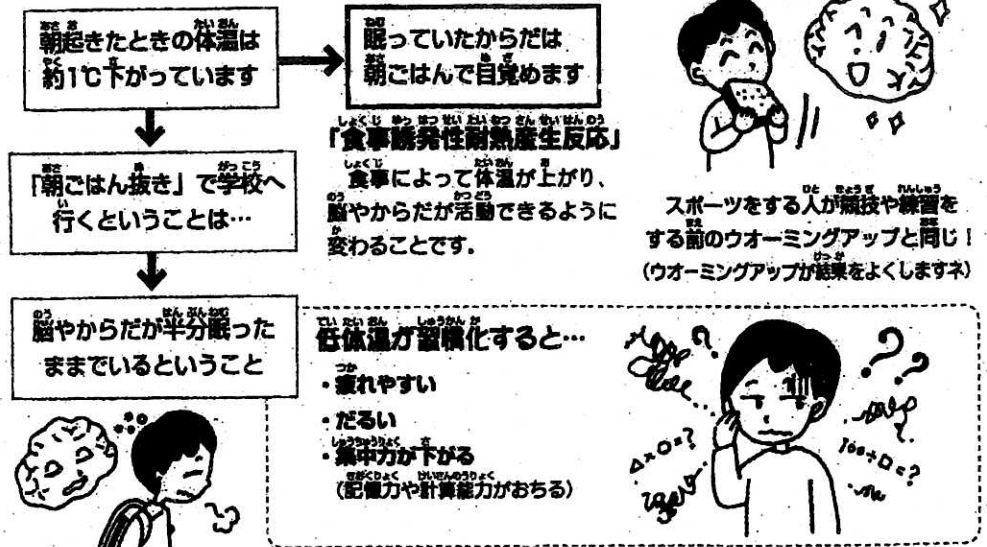 朝起きたときの体温は
約1℃下がっています
眠っていたからだは
朝ごはんで目覚めます
「食事誘発性耐熱産生反応」
食事によって体温が上がり、
脳やからだが活動できるように
変わることです。
スポーツをする人が競技や練習を
する前のウオーミングアップと同じ！
(ウオーミングアップが結果をよくしますネ)
「朝ごはん抜き」で学校へ
行くということは…
脳やからだが半分眠った
ままでいるということ
低体温が習慣化すると…
・疲れやすい
・だるい
・集中力が下がる
(記憶力や計算能力がおちる)
△×○=?
100÷□=?